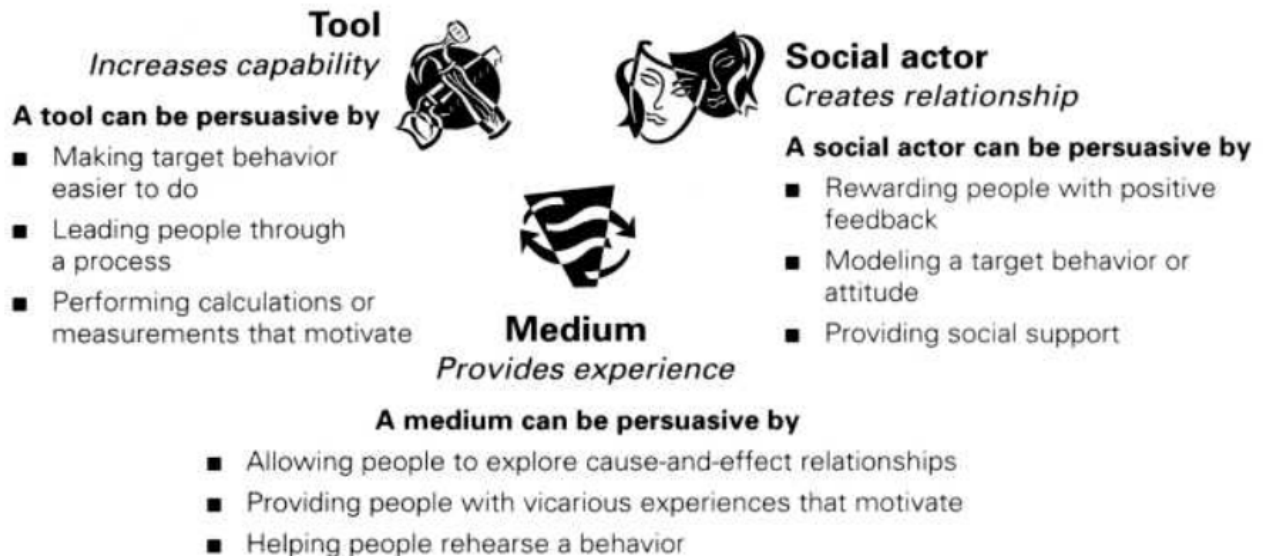 Tool
Increases capability
A tool can be persuasive by
■ Making target behavior
easier to do
■ Leading people through
a process
■ Performing calculations or
measurements that motivate
Social actor
Creates relationship
A social actor can be persuasive by
■ Rewarding people with positive
feedback
■ Modeling a target behavior or
attitude
■ Providing social support
Medium
Provides experience
A medium can be persuasive by
■ Allowing people to explore cause-and-effect relationships
■ Providing people with vicarious experiences that motivate
■ Helping people rehearse a behavior